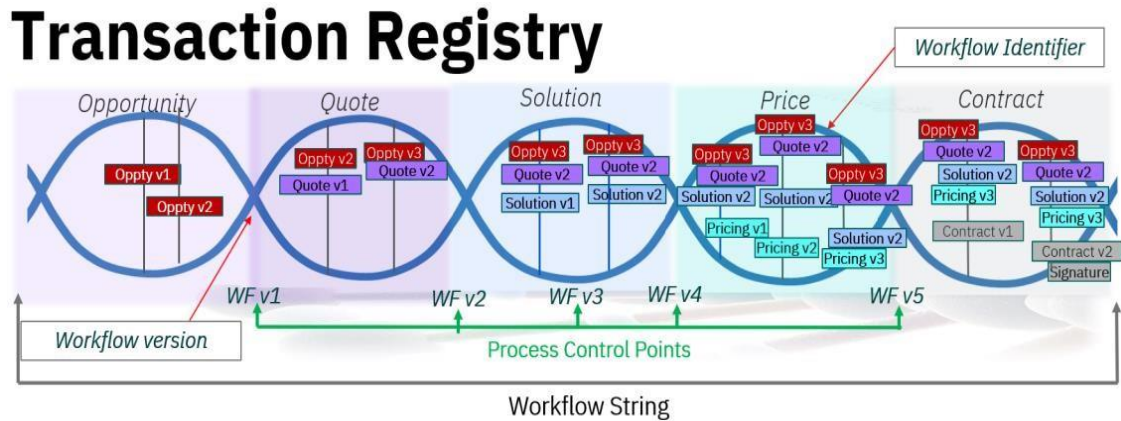 Transaction Registry
Workflow Identifier
Opportunity
Quote
Solution
Price
Contract
Oppty v1
Oppty v2
Oppty v2
Quote v1
Oppty v3
Quote v2
Oppty v3
Quote v2
Solution v1
Oppty v3
Quote v2
Solution v2
Oppty v3
Quote v2
Solution v2
Pricing v1
Oppty v3
Quote v2
Solution v2
Pricing v2
Oppty v3
Quote v2
Solution v2
Pricing v3
Oppty v3
Quote v2
Solution v2
Pricing v3
Contract v1
Oppty v3
Quote v2
Solution v2
Pricing v3
Contract v2
Signature
WF v1
WF v2
WF v3
WF v4
WF v5
Workflow version
Process Control Points
Workflow String